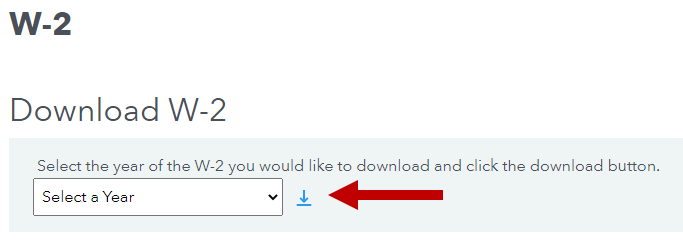 W-2
Download W-2
Select the year of the W-2 you would like to download and click the download button.
Select a Year